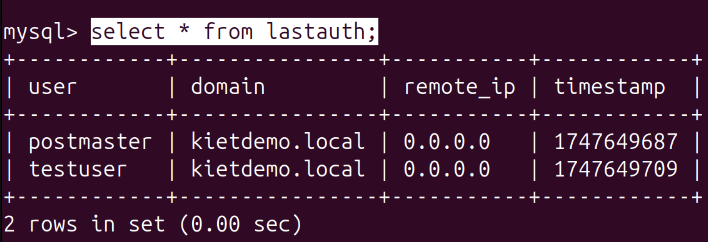 mysql> select * from lastauth;
+------------+----------------+-----------+------------+
| user       | domain         | remote_ip | timestamp  |
+------------+----------------+-----------+------------+
| postmaster | kietdemo.local | 0.0.0.0   | 1747649687 |
| testuser   | kietdemo.local | 0.0.0.0   | 1747649709 |
+------------+----------------+-----------+------------+
2 rows in set (0.00 sec)